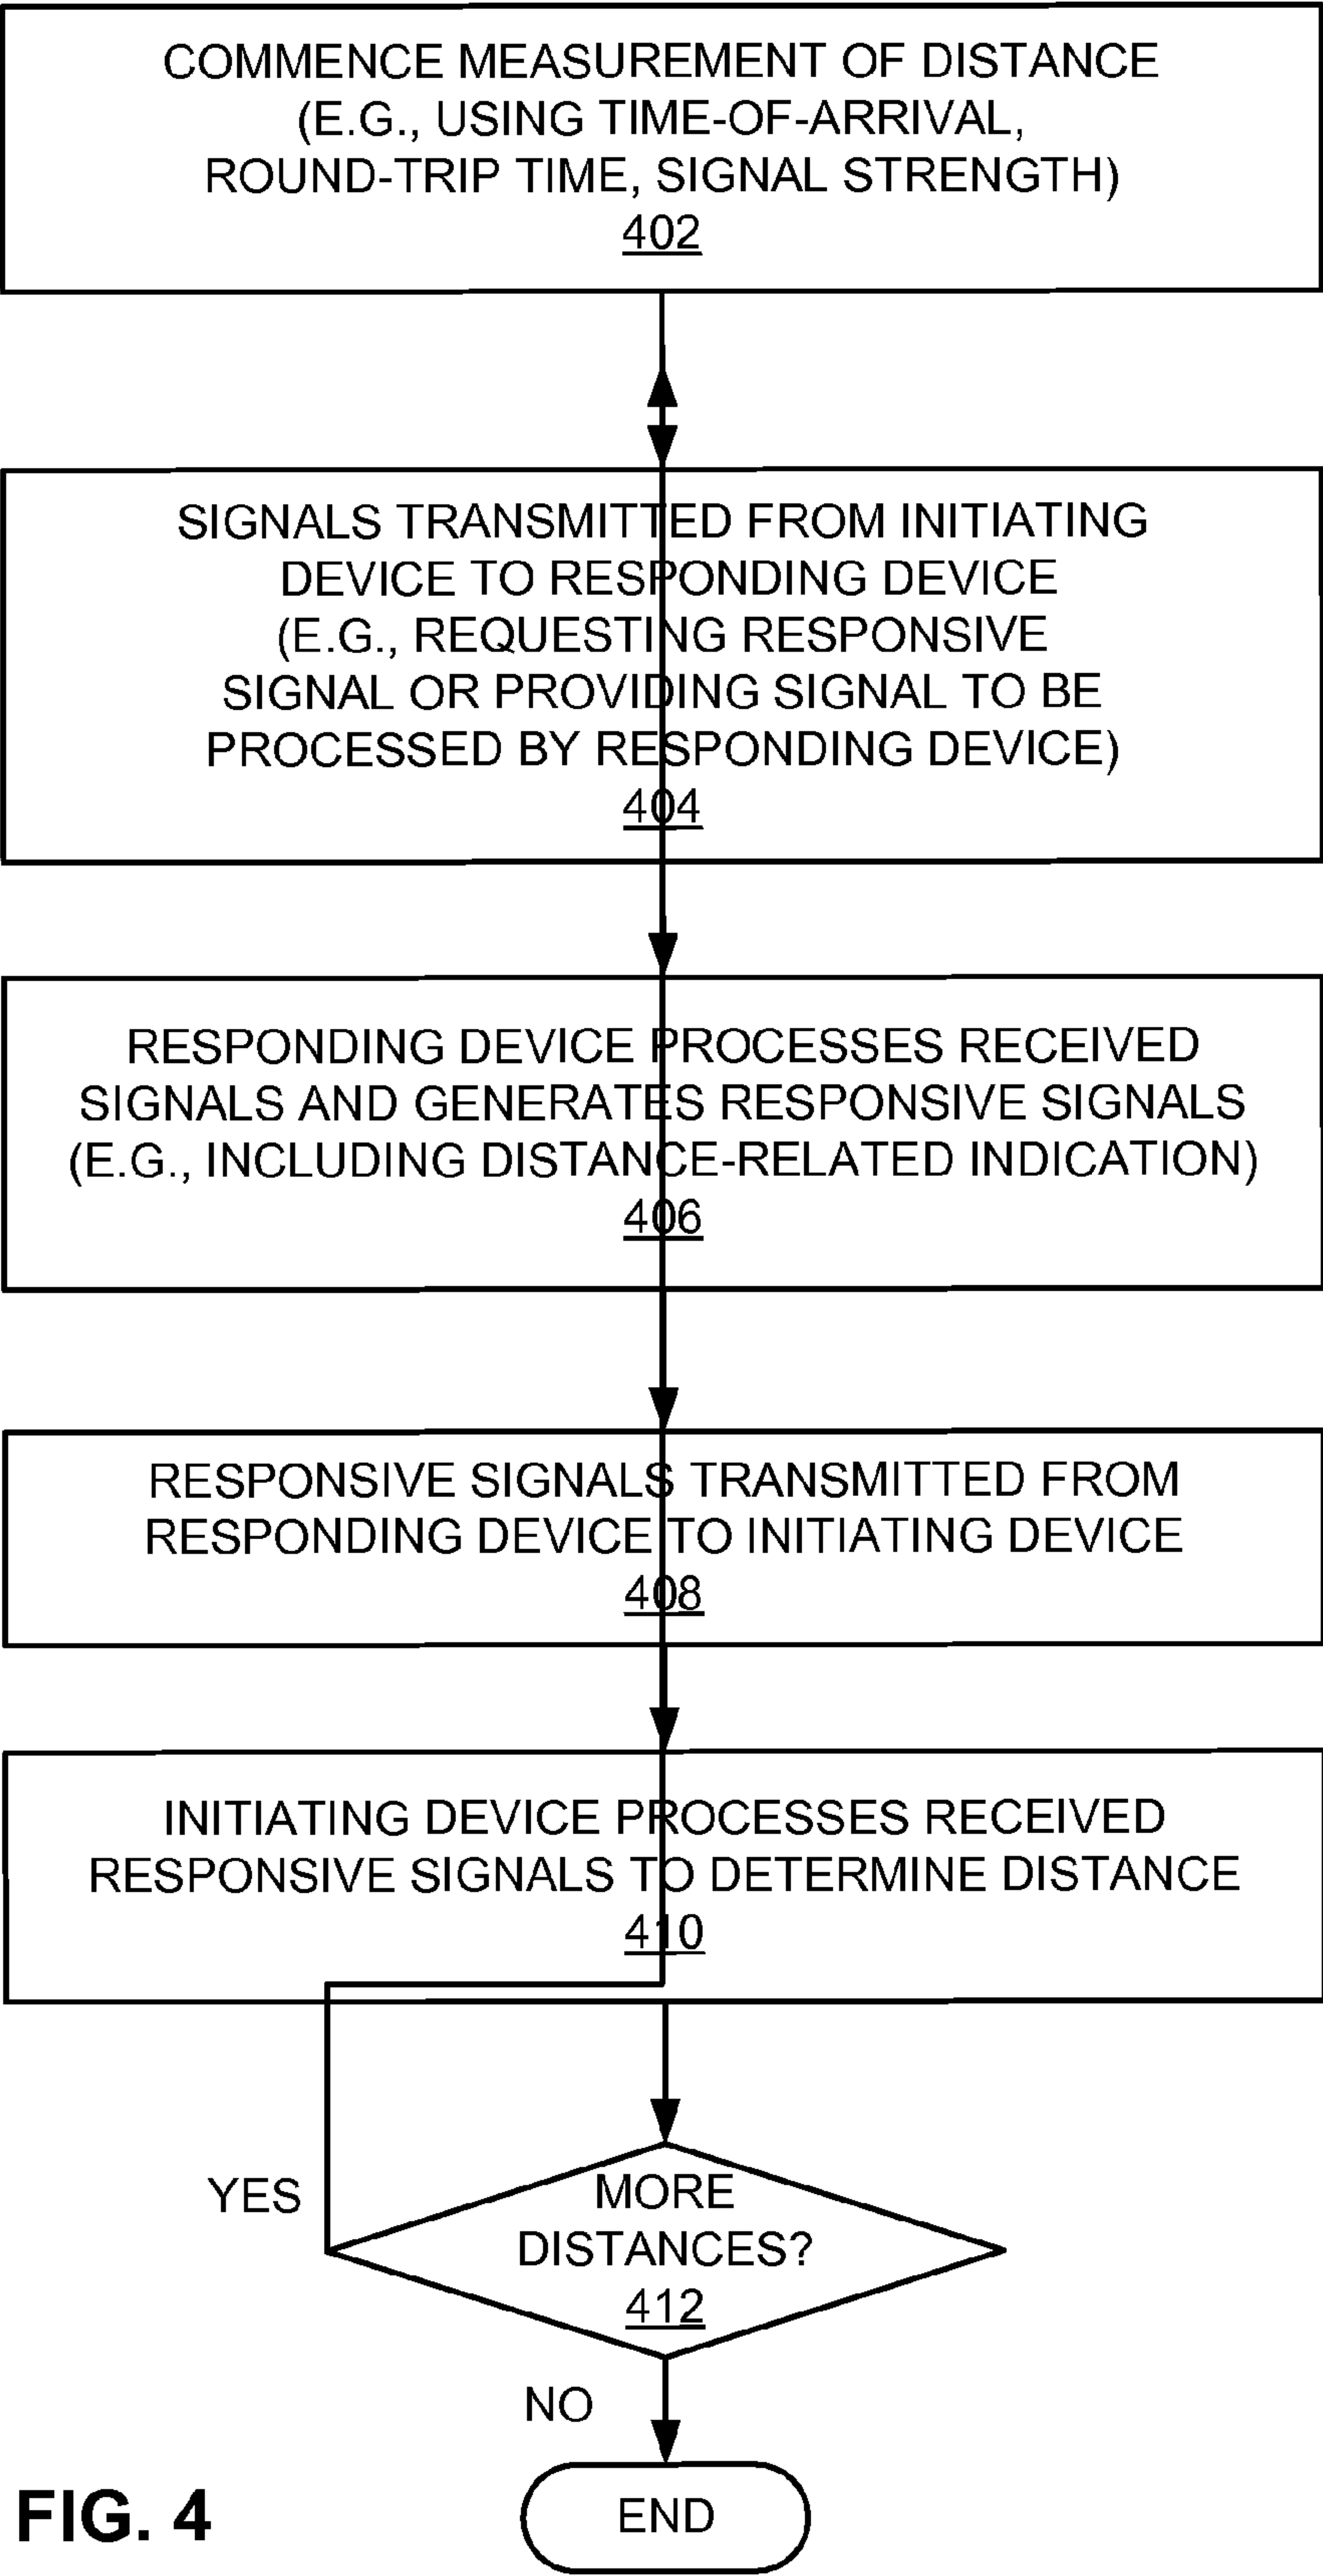 COMMENCE MEASUREMENT OF DISTANCE
(E.G., USING TIME-OF-ARRIVAL,
ROUND-TRIP TIME, SIGNAL STRENGTH)
402
SIGNALS TRANSMITTED FROM INITIATING
DEVICE TO RESPONDING DEVICE
(E.G., REQUESTING RESPONSIVE
SIGNAL OR PROVIDING SIGNAL TO BE
PROCESSED BY RESPONDING DEVICE)
404
RESPONDING DEVICE PROCESSES RECEIVED
SIGNALS AND GENERATES RESPONSIVE SIGNALS
(E.G., INCLUDING DISTANCE-RELATED INDICATION)
406
RESPONSIVE SIGNALS TRANSMITTED FROM
RESPONDING DEVICE TO INITIATING DEVICE
408
INITIATING DEVICE PROCESSES RECEIVED
RESPONSIVE SIGNALS TO DETERMINE DISTANCE
410
YES
MORE
DISTANCES?
412
NO
END
FIG. 4